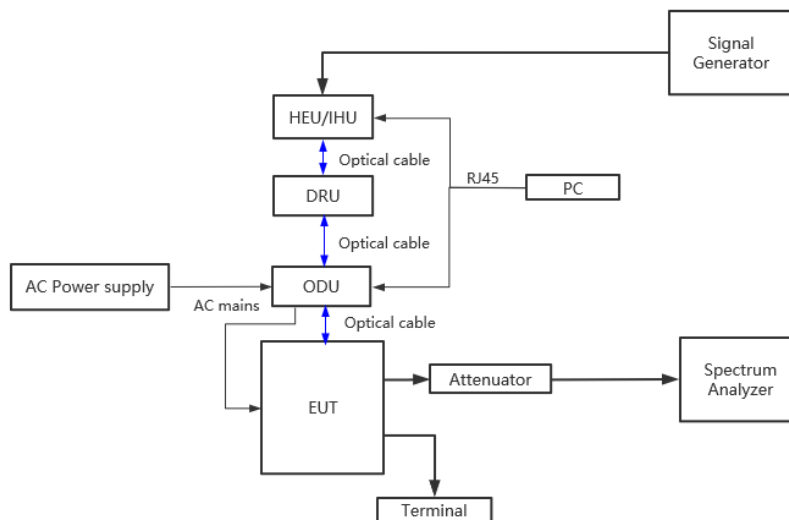 Signal
Generator
HEU/IHU
Optical cable
RJ45
PC
DRU
Optical cable
AC Power supply
ODU
AC mains
Optical cable
EUT
Attenuator
Spectrum
Analyzer
Terminal